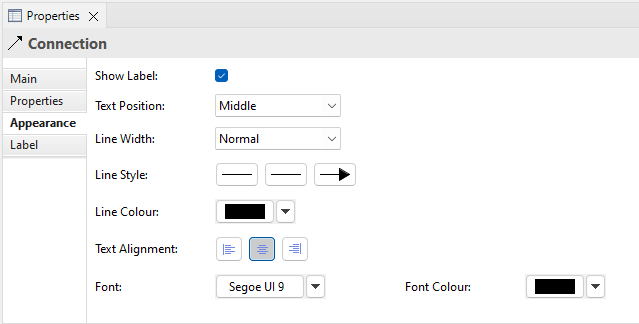 Properties
Connection
Main
Properties
Appearance
Label
Show Label:
Text Position: Middle
Line Width: Normal
Line Style:
Line Colour:
Text Alignment:
Font: Segoe UI 9 Font Colour: